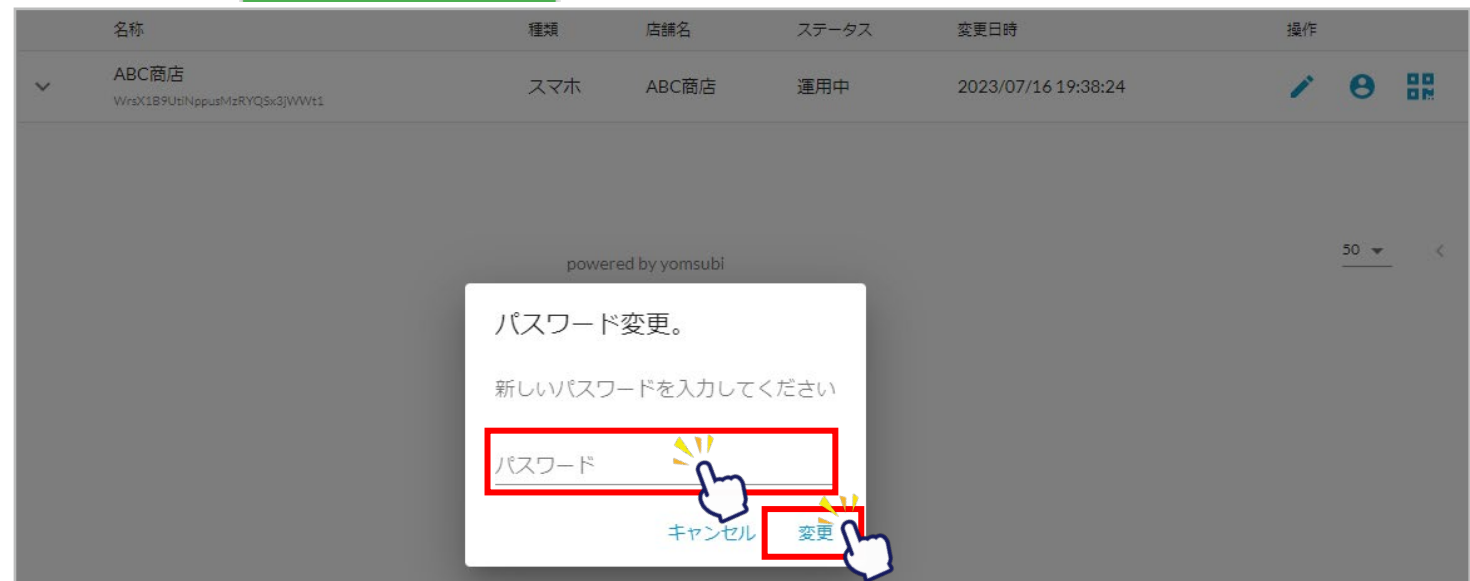 名称 種類 店舗名 ステータス 変更日時 操作
ABC商店 スマホ ABC商店 運用中 2023/07/16 19:38:24
WrsX1B9UtiNppusMzRYQSx3jWWt1
50
powered by yomsubi
パスワード変更。
新しいパスワードを入力してください
パスワード
キャンセル 変更